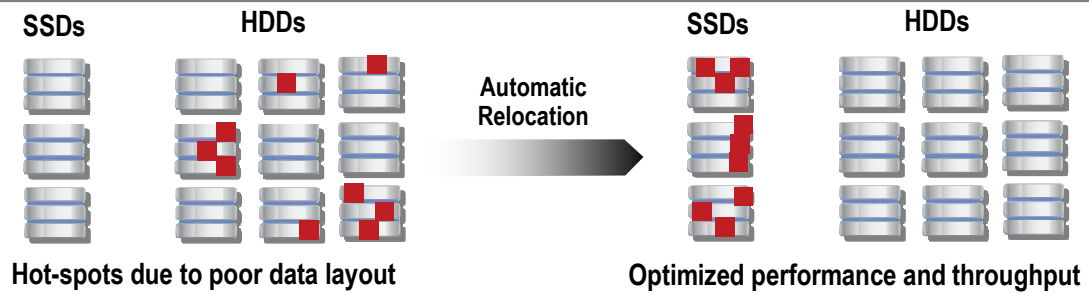 SSDs
HDDs
SSDs
HDDs
Automatic
Relocation
Hot-spots due to poor data layout
Optimized performance and throughput